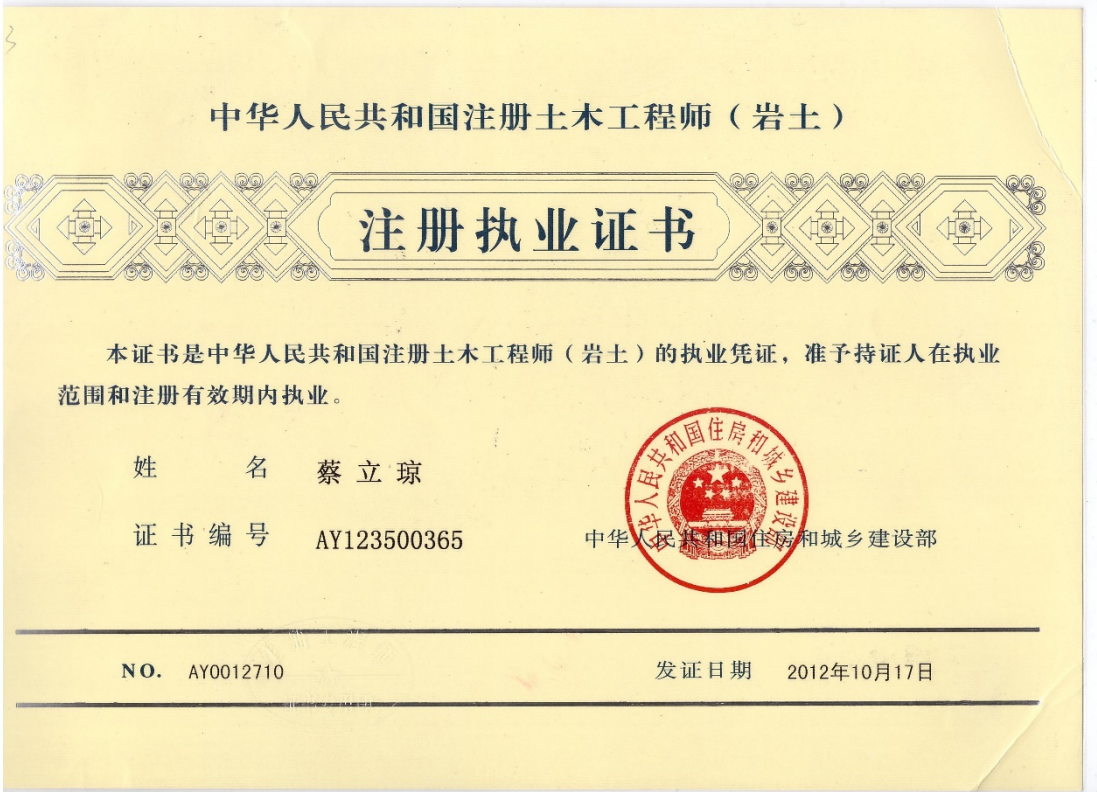 中华人民共和国注册土木工程师（岩土）
注册执业证书
本证书是中华人民共和国注册土木工程师（岩土）的执业凭证，准予持证人在执业
范围和注册有效期内执业。
姓名 蔡立琼
证书编号 AY123500365
中华人民共和国住房和城乡建设部
中华人民共和国住房和城乡建设部
NO. AY0012710 发证日期 2012年10月17日